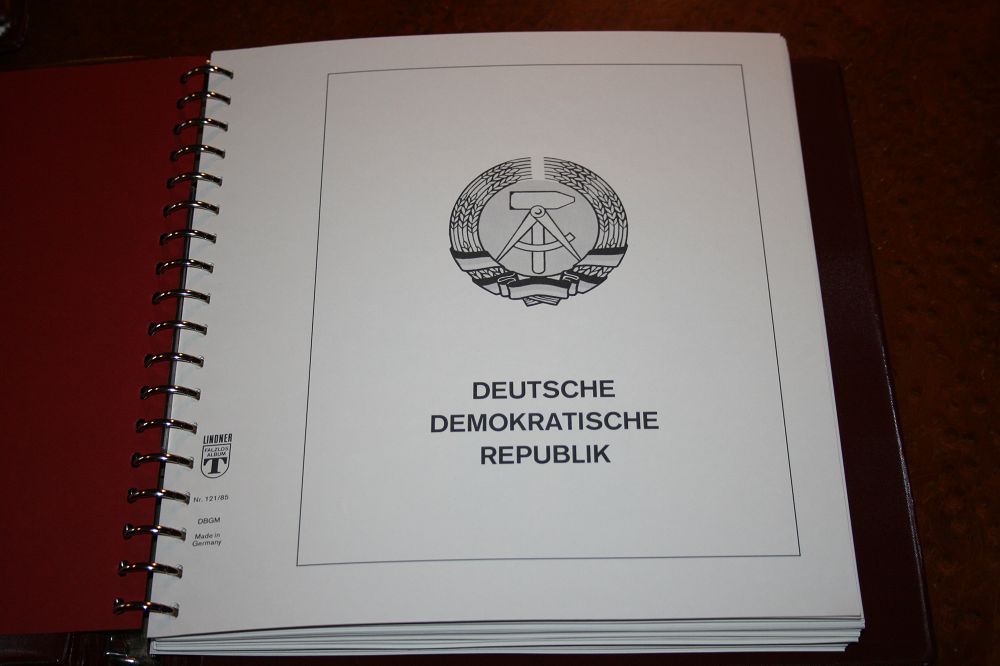 DEUTSCHE
DEMOKRATISCHE
REPUBLIK
LINDNER
FALZLOS
ALBUM
T
Nr. 121/85
DBGM
Made in
Germany